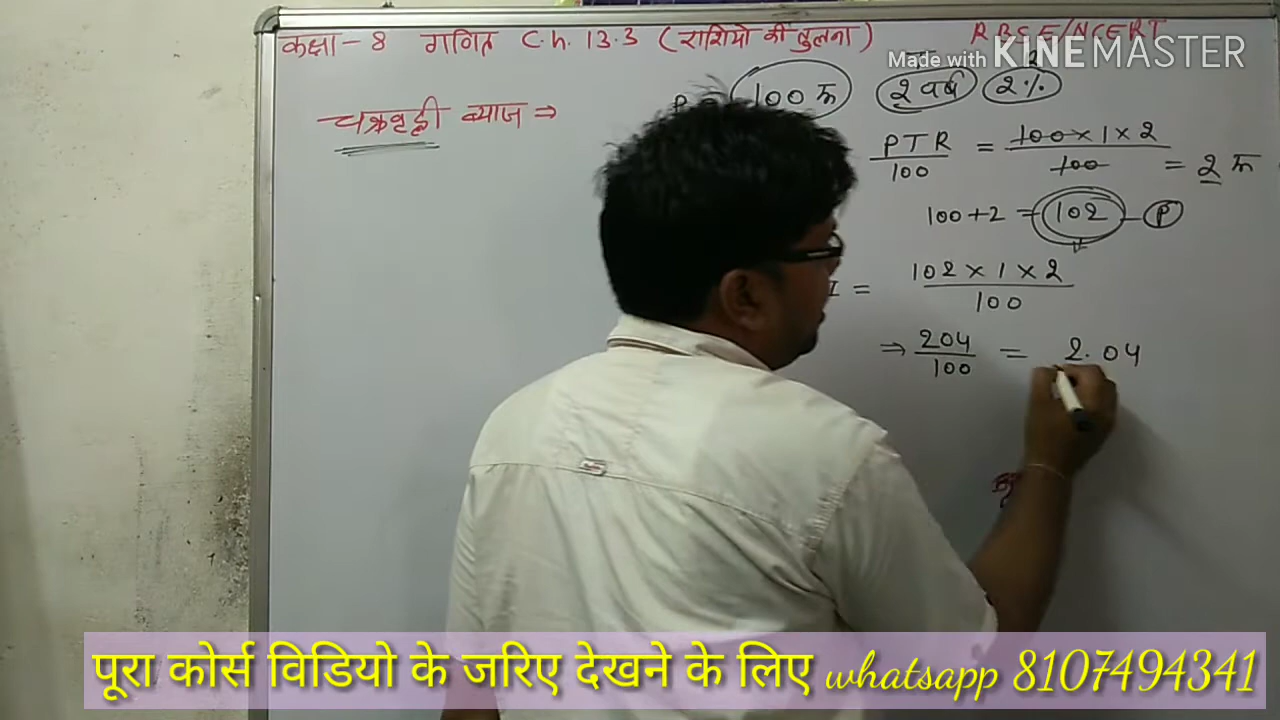 कक्षा - 8 गणित Ch. 13.3 (राशियो की तुलना) RBSE/NCERT
Made with KINEMASTER
चक्रवृद्धी ब्याज ⇒
P = 100 रू 2 वर्ष 2%
PTR/100 = 100 × 1 × 2/100 = 2 रू
100 + 2 = 102 - P
I = 102 × 1 × 2/100
⇒ 204/100 = 2.04
पूरा कोर्स विडियो के जरिए देखने के लिए whatsapp 8107494341